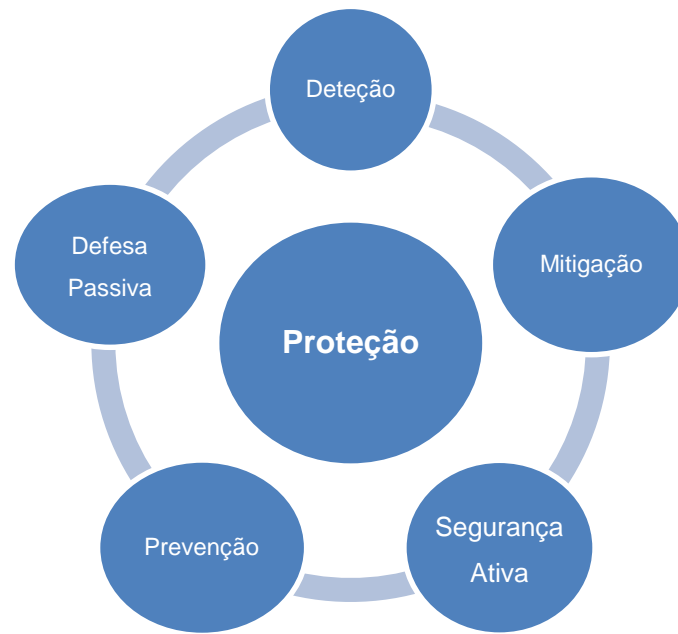 Deteção
Mitigação
Segurança
Ativa
Prevenção
Defesa
Passiva
Proteção